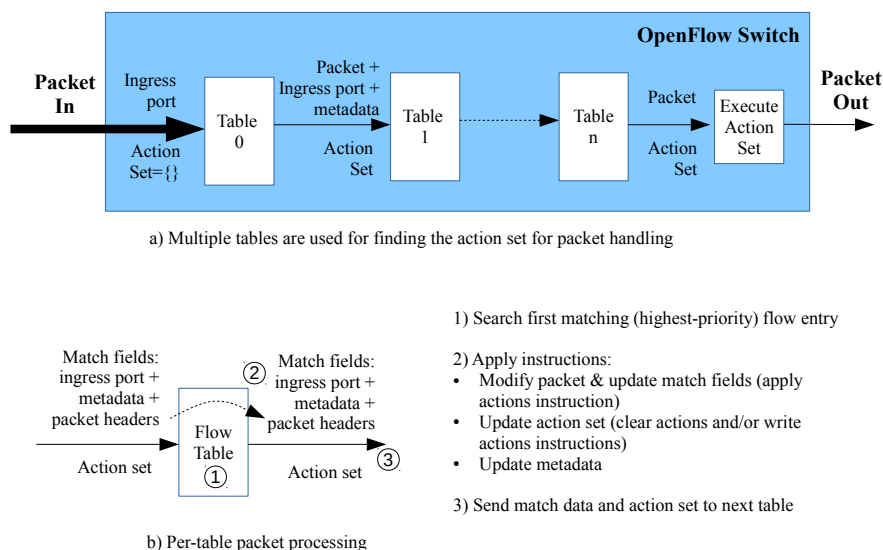 OpenFlow Switch
Packet
In
Ingress
port
Action
Set={}
Table
0
Packet +
Ingress port +
metadata
Action
Set
Table
1
Table
n
Packet
Action
Set
Execute
Action
Set
Packet
Out
a) Multiple tables are used for finding the action set for packet handling
Match fields:
ingress port +
metadata +
packet headers
Action set
Flow
Table
①
②
Match fields:
ingress port +
metadata +
packet headers
Action set
③
b) Per-table packet processing
1) Search first matching (highest-priority) flow entry
2) Apply instructions:
• Modify packet & update match fields (apply
actions instruction)
• Update action set (clear actions and/or write
actions instructions)
• Update metadata
3) Send match data and action set to next table